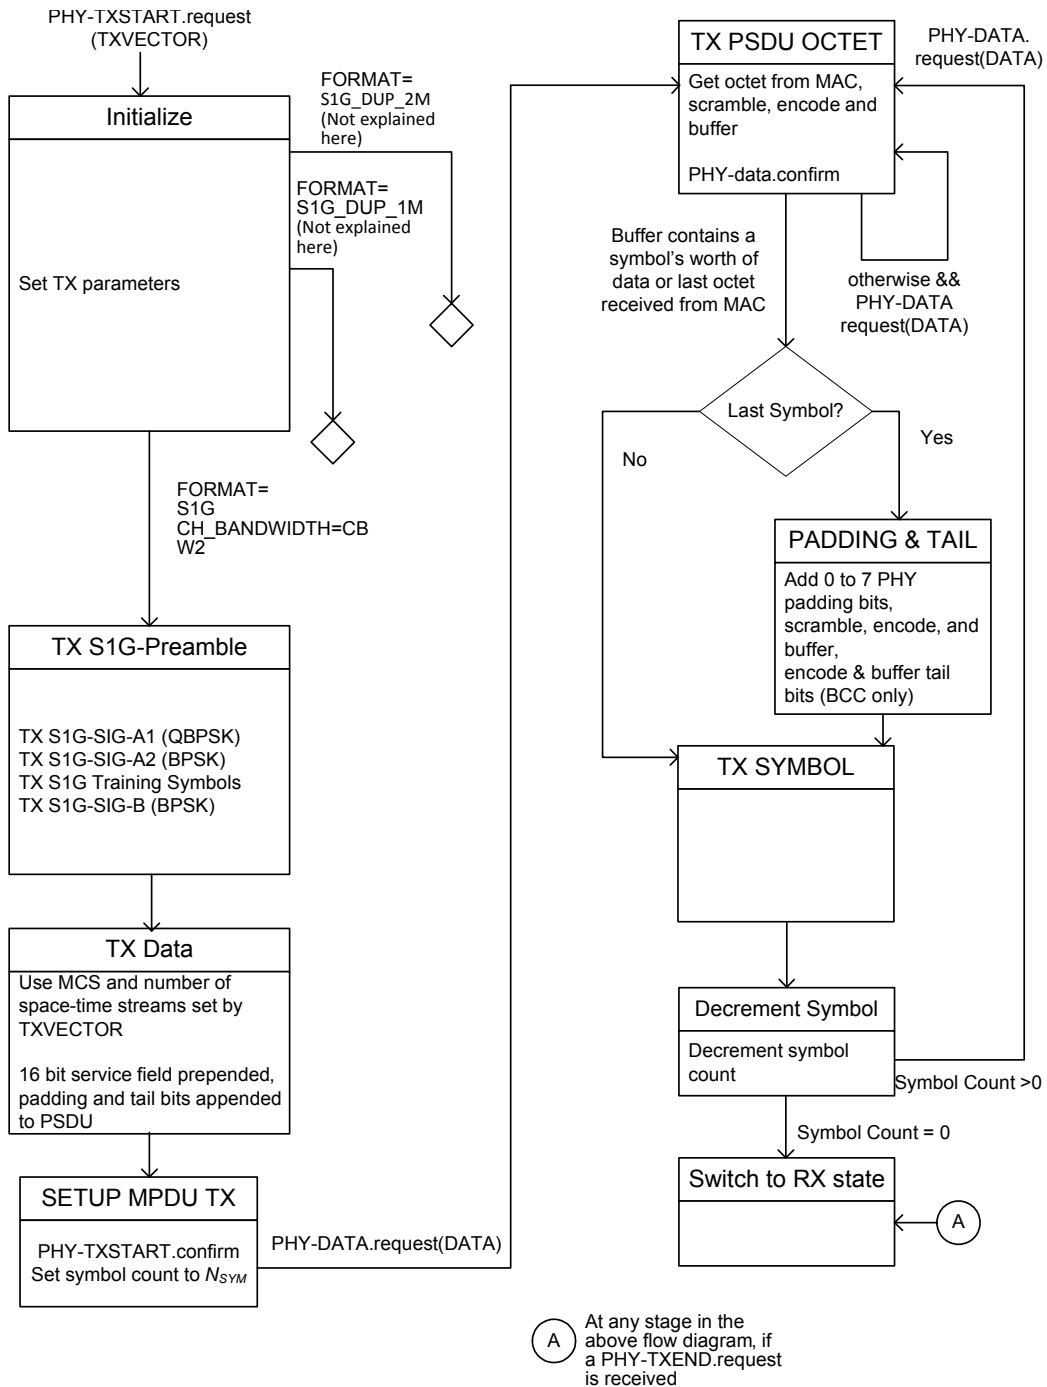 PHY-TXSTART.request
(TXVECTOR)
Initialize
Set TX parameters
FORMAT=
S1G_DUP_2M
(Not explained
here)
FORMAT=
S1G_DUP_1M
(Not explained
here)
FORMAT=
S1G
CH_BANDWIDTH=CB
W2
TX S1G-Preamble
TX S1G-SIG-A1 (QBPSK)
TX S1G-SIG-A2 (BPSK)
TX S1G Training Symbols
TX S1G-SIG-B (BPSK)
TX Data
Use MCS and number of
space-time streams set by
TXVECTOR
16 bit service field prepended,
padding and tail bits appended
to PSDU
SETUP MPDU TX
PHY-TXSTART.confirm
Set symbol count to NSYM
PHY-DATA.request(DATA)
TX PSDU OCTET
Get octet from MAC,
scramble, encode and
buffer
PHY-data.confirm
PHY-DATA.
request(DATA)
Buffer contains a
symbol's worth of
data or last octet
received from MAC
otherwise &&
PHY-DATA
request(DATA)
Last Symbol?
No
Yes
PADDING & TAIL
Add 0 to 7 PHY
padding bits,
scramble, encode, and
buffer,
encode & buffer tail
bits (BCC only)
TX SYMBOL
Decrement Symbol
Decrement symbol
count
Symbol Count >0
Symbol Count = 0
Switch to RX state
A
A
At any stage in the
above flow diagram, if
a PHY-TXEND.request
is received